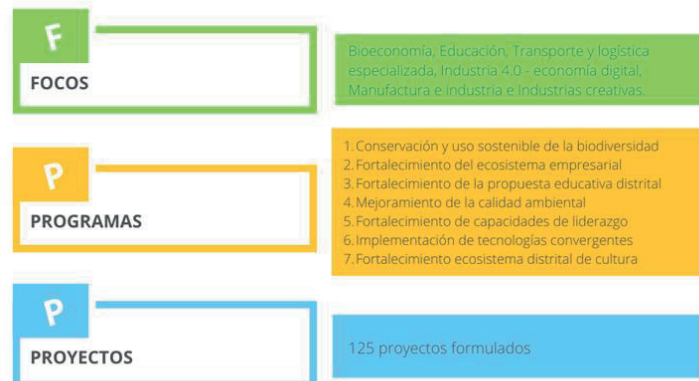 F
FOCOS
Bioeconomía, Educación, Transporte y logística
especializada, Industria 4.0 - economía digital,
Manufactura e industria e Industrias creativas.
P
PROGRAMAS
1. Conservación y uso sostenible de la biodiversidad
2. Fortalecimiento del ecosistema empresarial
3. Fortalecimiento de la propuesta educativa distrital
4. Mejoramiento de la calidad ambiental
5. Fortalecimiento de capacidades de liderazgo
6. Implementación de tecnologías convergentes
7. Fortalecimiento ecosistema distrital de cultura
P
PROYECTOS
125 proyectos formulados